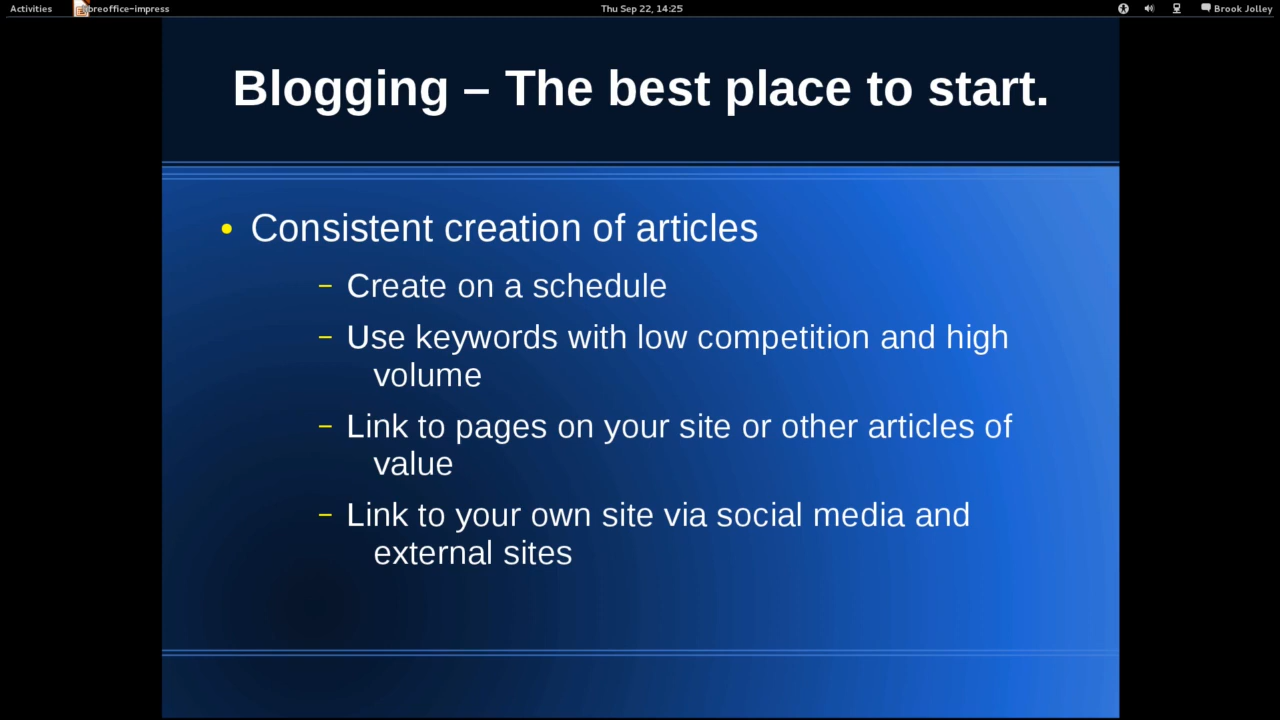 Activities breoffice-impress Thu Sep 22, 14:25 Brook Jolley
Blogging – The best place to start.
• Consistent creation of articles
– Create on a schedule
– Use keywords with low competition and high
volume
– Link to pages on your site or other articles of
value
– Link to your own site via social media and
external sites